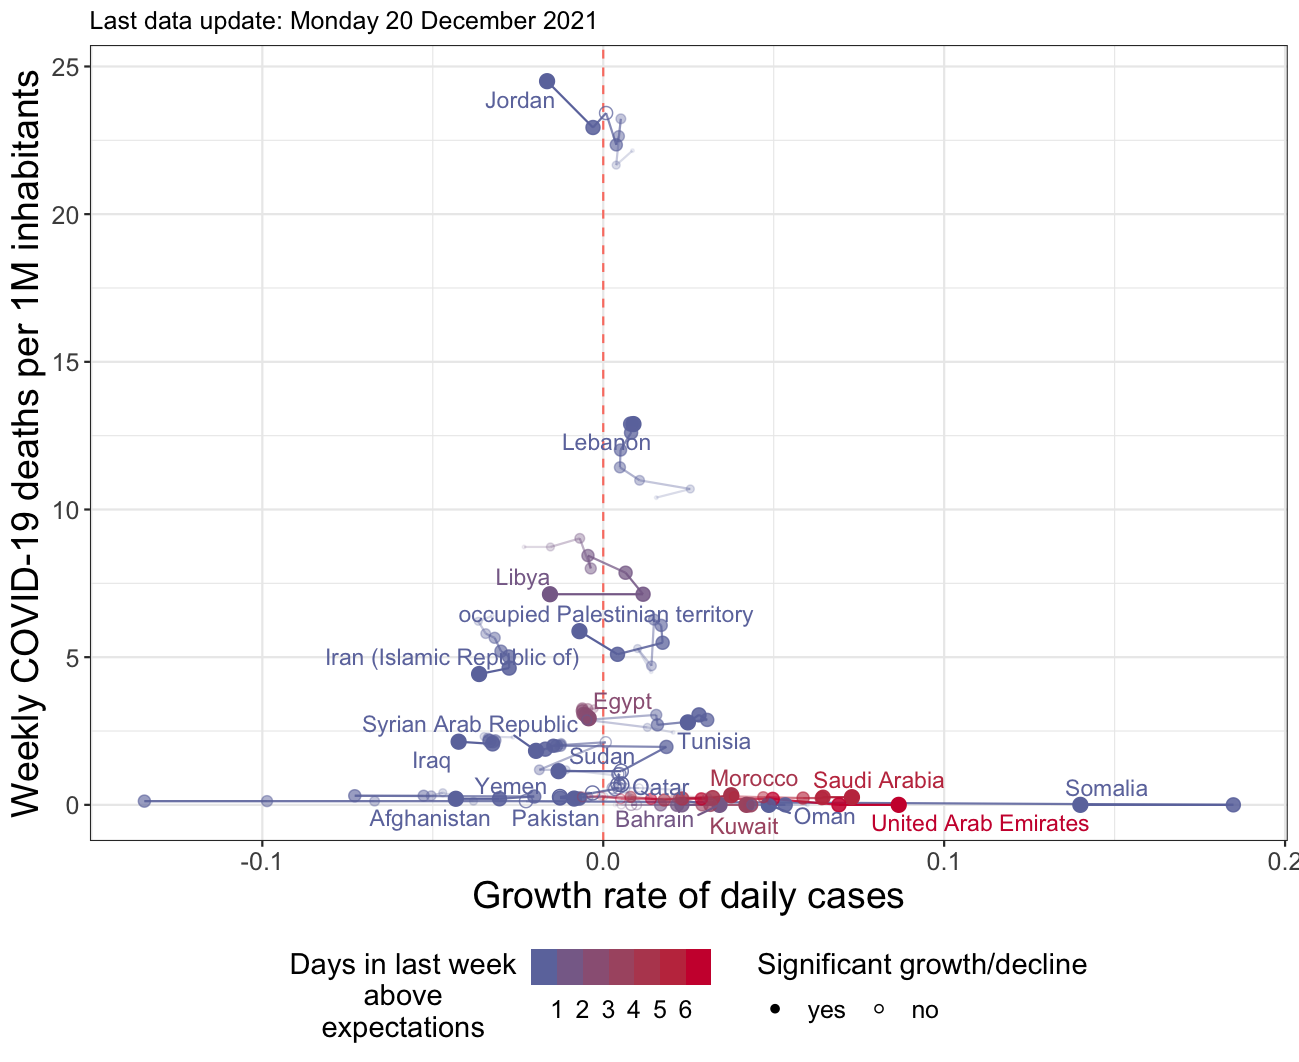 Last data update: Monday 20 December 2021
Weekly COVID-19 deaths per 1M inhabitants
25
20
15
10
5
0
Jordan
Lebanon
Libya
occupied Palestinian territory
Iran (Islamic Republic of)
Egypt
Syrian Arab Republic
Tunisia
Iraq
Sudan
Yemen
Qatar
Morocco
Saudi Arabia
Somalia
Afghanistan
Pakistan
Bahrain
Kuwait
Oman
United Arab Emirates
-0.1
0.0
0.1
0.2
Growth rate of daily cases
Days in last week
above
expectations
1 2 3 4 5 6
Significant growth/decline
yes
no